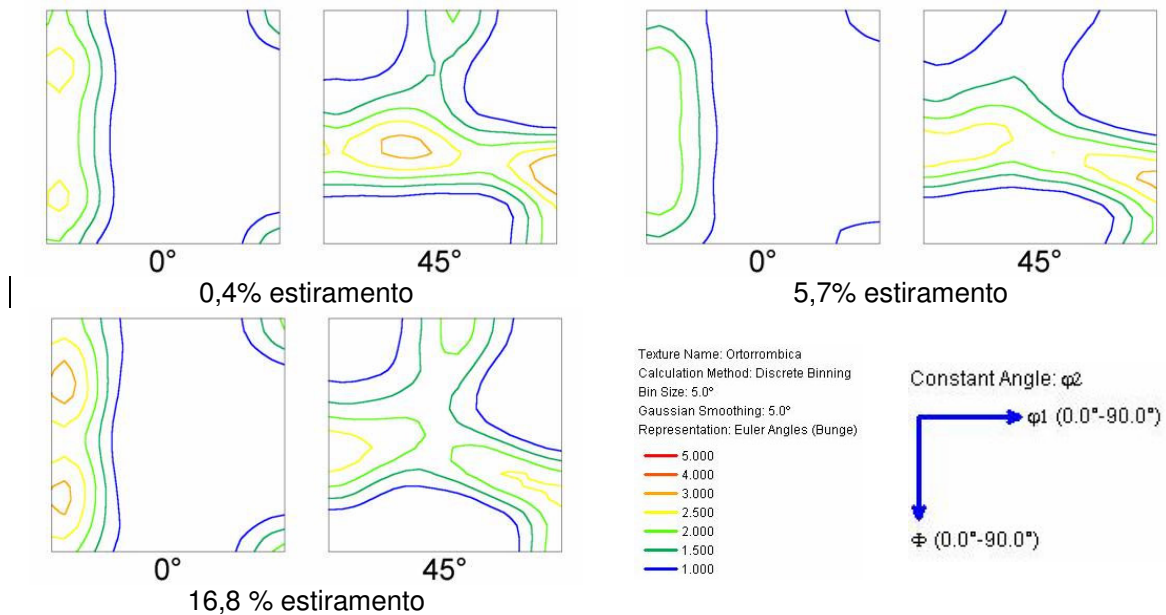 0°
45°
0,4% estiramento
0°
45°
5,7% estiramento
0°
45°
16,8 % estiramento
Texture Name: Ortorrombica
Calculation Method: Discrete Binning
Bin Size: 5.0°
Gaussian Smoothing: 5.0°
Representation: Euler Angles (Bunge)
5.000
4.000
3.000
2.500
2.000
1.500
1.000
Constant Angle: φ2
φ1 (0.0°-90.0°)
Φ (0.0°-90.0°)